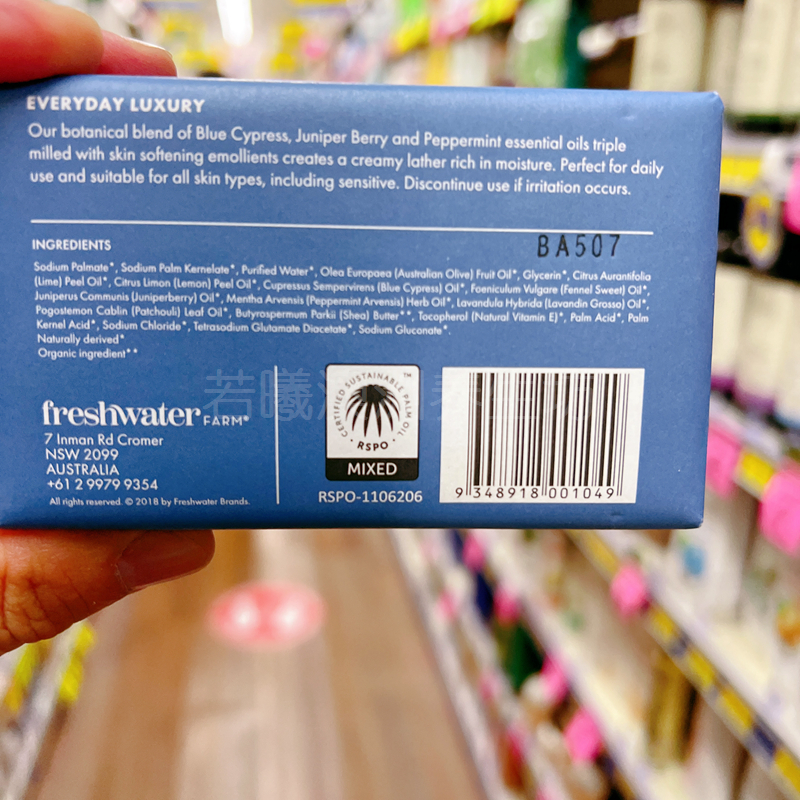 EVERYDAY LUXURY
Our botanical blend of Blue Cypress, Juniper Berry and Peppermint essential oils triple
milled with skin softening emollients creates a creamy lather rich in moisture. Perfect for daily
use and suitable for all skin types, including sensitive. Discontinue use if irritation occurs.
BA507
INGREDIENTS
Sodium Palmate*, Sodium Palm Kernelate*, Purified Water*, Olea Europaea (Australian Olive) Fruit Oil*, Glycerin*, Citrus Aurantifolia
(Lime) Peel Oil*, Citrus Limon (Lemon) Peel Oil*, Cupressus Sempervirens (Blue Cypress) Oil*, Foeniculum Vulgare (Fennel Sweet) Oil*,
Juniperus Communis (Juniperberry) Oil*, Mentha Arvensis (Peppermint Arvensis) Herb Oil*, Lavandula Hybrida (Lavandin Grosso) Oil*,
Pogostemon Cablin (Patchouli) Leaf Oil*, Butyrospermum Parkii (Shea) Butter**, Tocopherol (Natural Vitamin E)*, Palm Acid*, Palm
Kernel Acid*, Sodium Chloride*, Tetrasodium Glutamate Diacetate*, Sodium Gluconate*.
Naturally derived*
Organic ingredient**
freshwater FARM®
7 Inman Rd Cromer
NSW 2099
AUSTRALIA
+61 2 9979 9354
All rights reserved. © 2018 by Freshwater Brands.
CERTIFIED SUSTAINABLE PALM OIL ™
RSPO
MIXED
RSPO-1106206
9 348918 001049